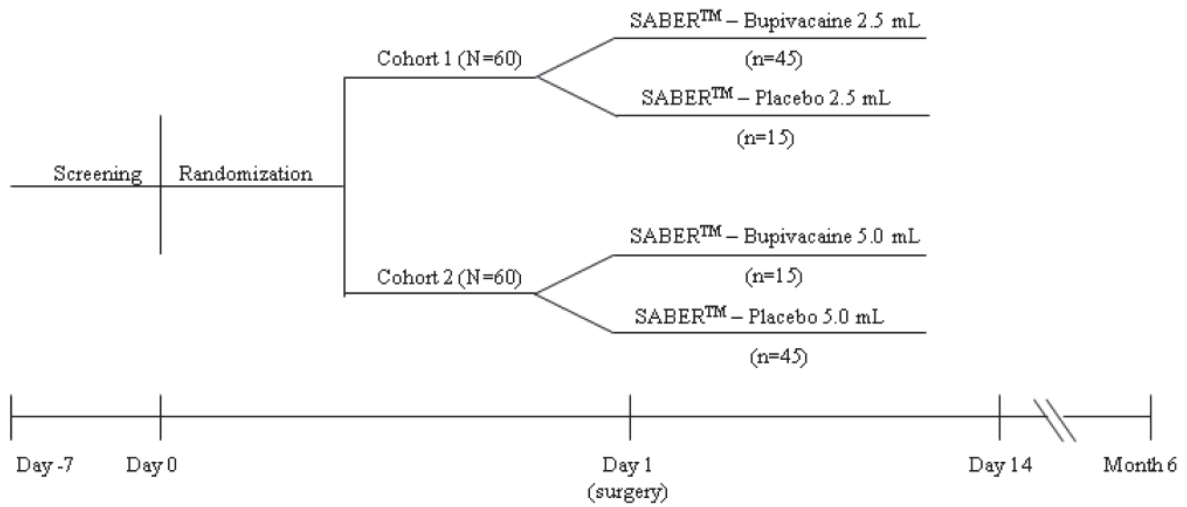 SABER™ – Bupivacaine 2.5 mL
(n=45)
Cohort 1 (N=60)
SABER™ – Placebo 2.5 mL
(n=15)
Screening
Randomization
SABER™ – Bupivacaine 5.0 mL
(n=15)
Cohort 2 (N=60)
SABER™ – Placebo 5.0 mL
(n=45)
Day -7
Day 0
Day 1
(surgery)
Day 14
Month 6